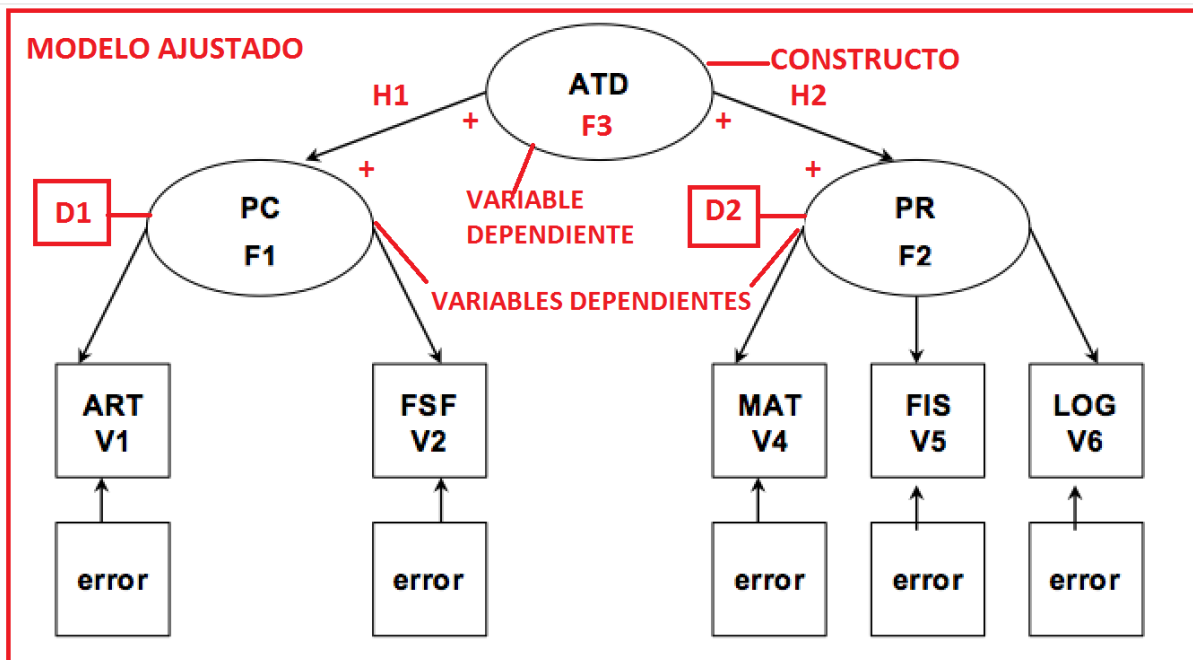 MODELO AJUSTADO
CONSTRUCTO
ATD
F3
H1
H2
+
+
+
+
D1
PC
F1
VARIABLE
DEPENDIENTE
D2
PR
F2
VARIABLES DEPENDIENTES
ART
V1
FSF
V2
MAT
V4
FIS
V5
LOG
V6
error
error
error
error
error